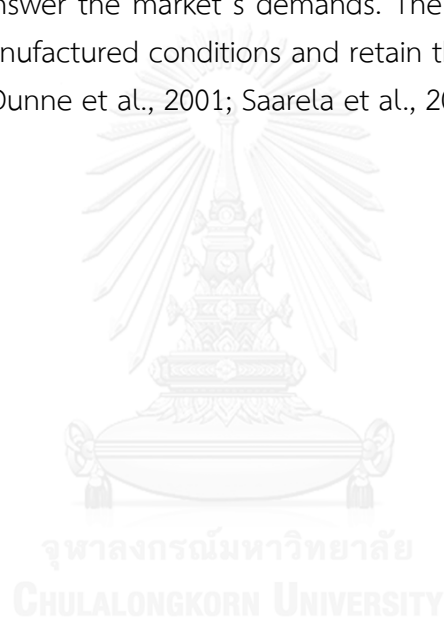 nswer the market's demands. The
nufactured conditions and retain t
Dunne et al., 2001; Saarela et al., 20
จุฬาลงกรณ์มหาวิทยาลัย
CHULALONGKORN UNIVERSITY